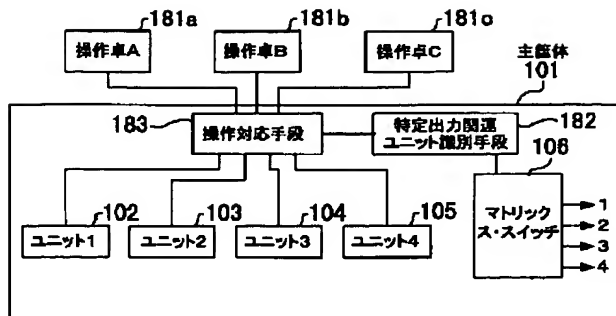 181a
181b
181c
操作卓A
操作卓B
操作卓C
主筐体
101
183
操作対応手段
特定出力関連
ユニット識別手段
182
106
102
103
104
105
ユニット1
ユニット2
ユニット3
ユニット4
マトリック
ス・スイッチ
1
2
3
4